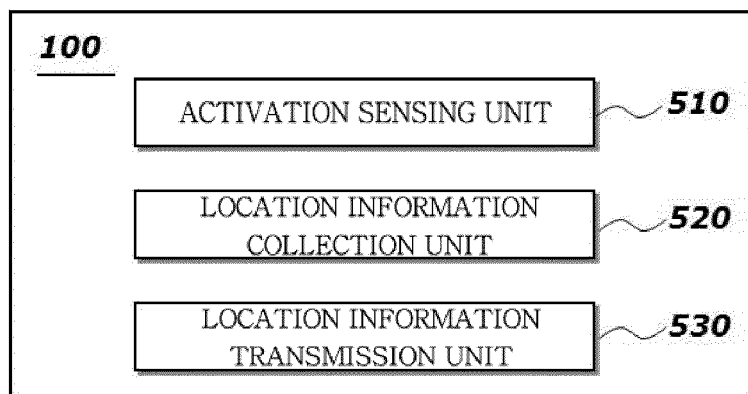 100
ACTIVATION SENSING UNIT
510
LOCATION INFORMATION
COLLECTION UNIT
520
LOCATION INFORMATION
TRANSMISSION UNIT
530